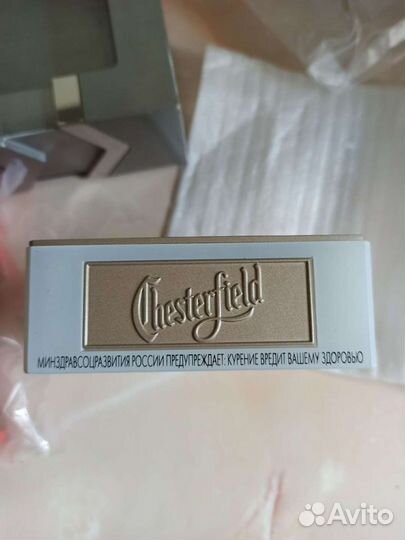 Chesterfield
МИНЗДРАВСОЦРАЗВИТИЯ РОССИИ ПРЕДУПРЕЖДАЕТ: КУРЕНИЕ ВРЕДИТ ВАШЕМУ ЗДОРОВЬЮ
Avito